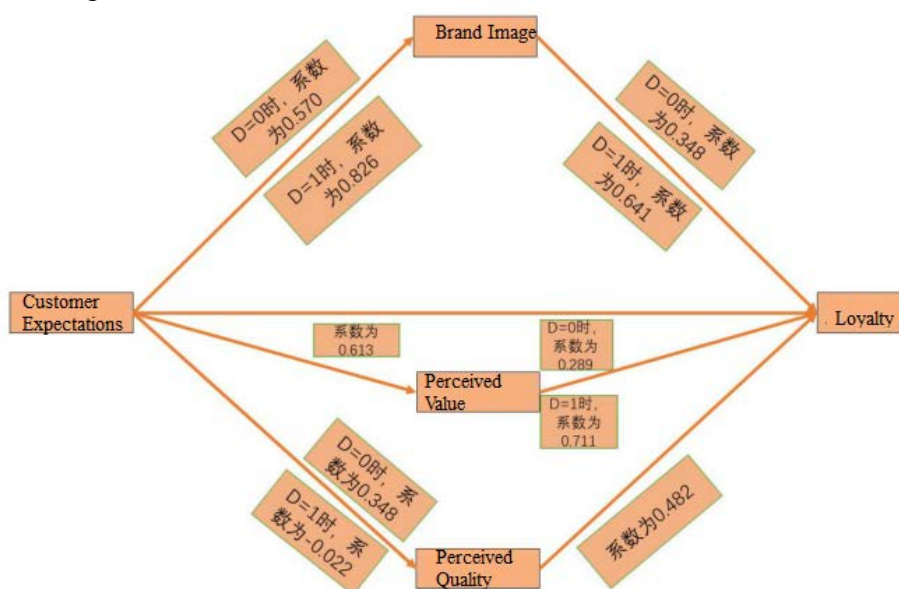 Brand Image
D=0时，系数
为0.570
D=1时，系数
为0.826
D=0时，系数
为0.348
D=1时，系数
为0.641
Customer
Expectations
Loyalty
系数为
0.613
D=0时，
系数为
0.289
Perceived
Value
D=1时，
系数为
0.711
D=0时，系
数为0.348
D=1时，系
数为-0.022
系数为0.482
Perceived
Quality